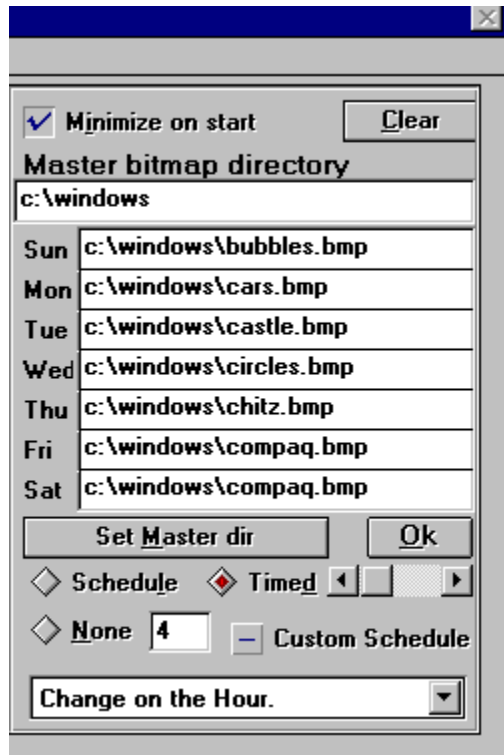 Minimize on start Clear
Master bitmap directory
c:\windows
Sun c:\windows\bubbles.bmp
Mon c:\windows\cars.bmp
Tue c:\windows\castle.bmp
Wed c:\windows\circles.bmp
Thu c:\windows\chitz.bmp
Fri c:\windows\compaq.bmp
Sat c:\windows\compaq.bmp
Set Master dir Ok
Schedule Timed
None 4 Custom Schedule
Change on the Hour.